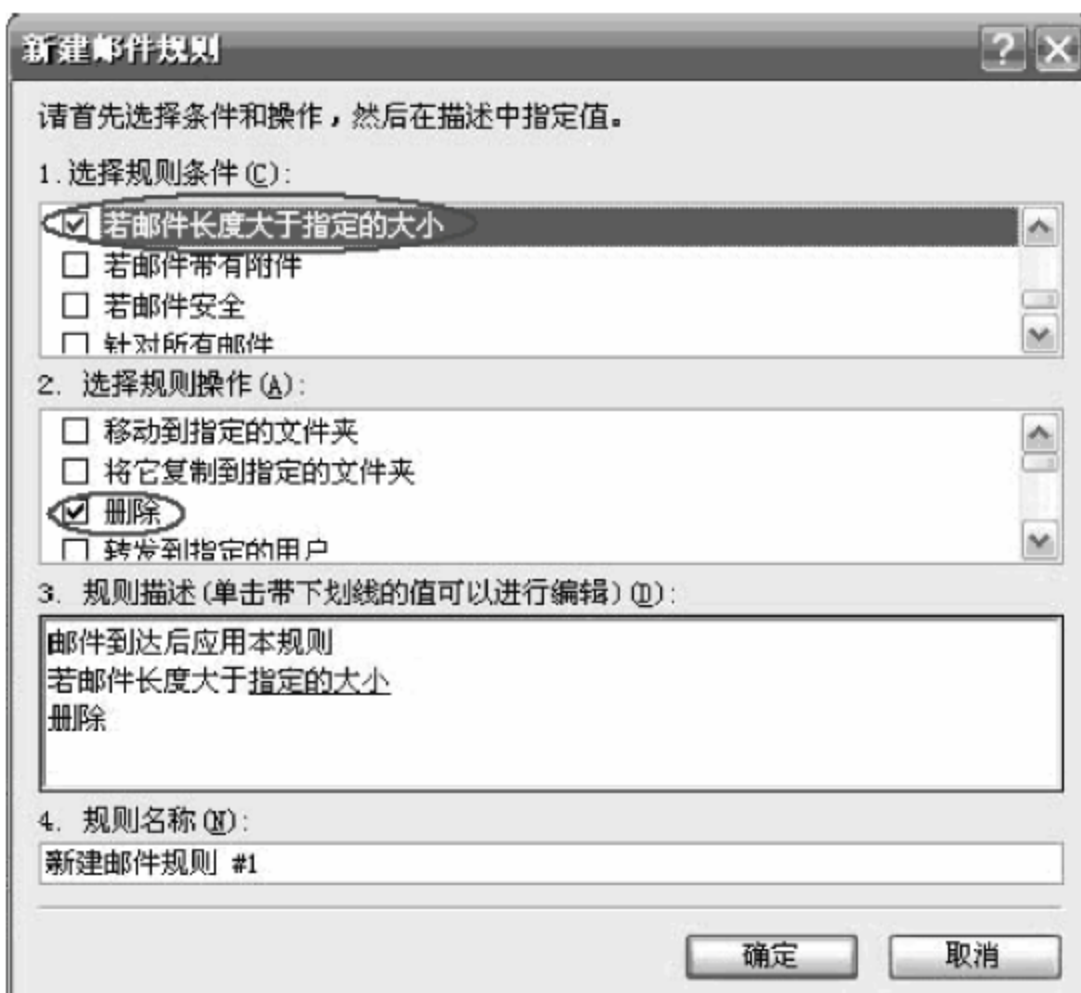 新建邮件规则
请首先选择条件和操作，然后在描述中指定值。
1.选择规则条件(C):
若邮件长度大于指定的大小
若邮件带有附件
若邮件安全
针对所有邮件
2. 选择规则操作(A):
移动到指定的文件夹
将它复制到指定的文件夹
删除
转发到指定的用户
3. 规则描述(单击带下划线的值可以进行编辑)(D):
邮件到达后应用本规则
若邮件长度大于指定的大小
删除
4. 规则名称(N):
新建邮件规则 #1
确定 取消